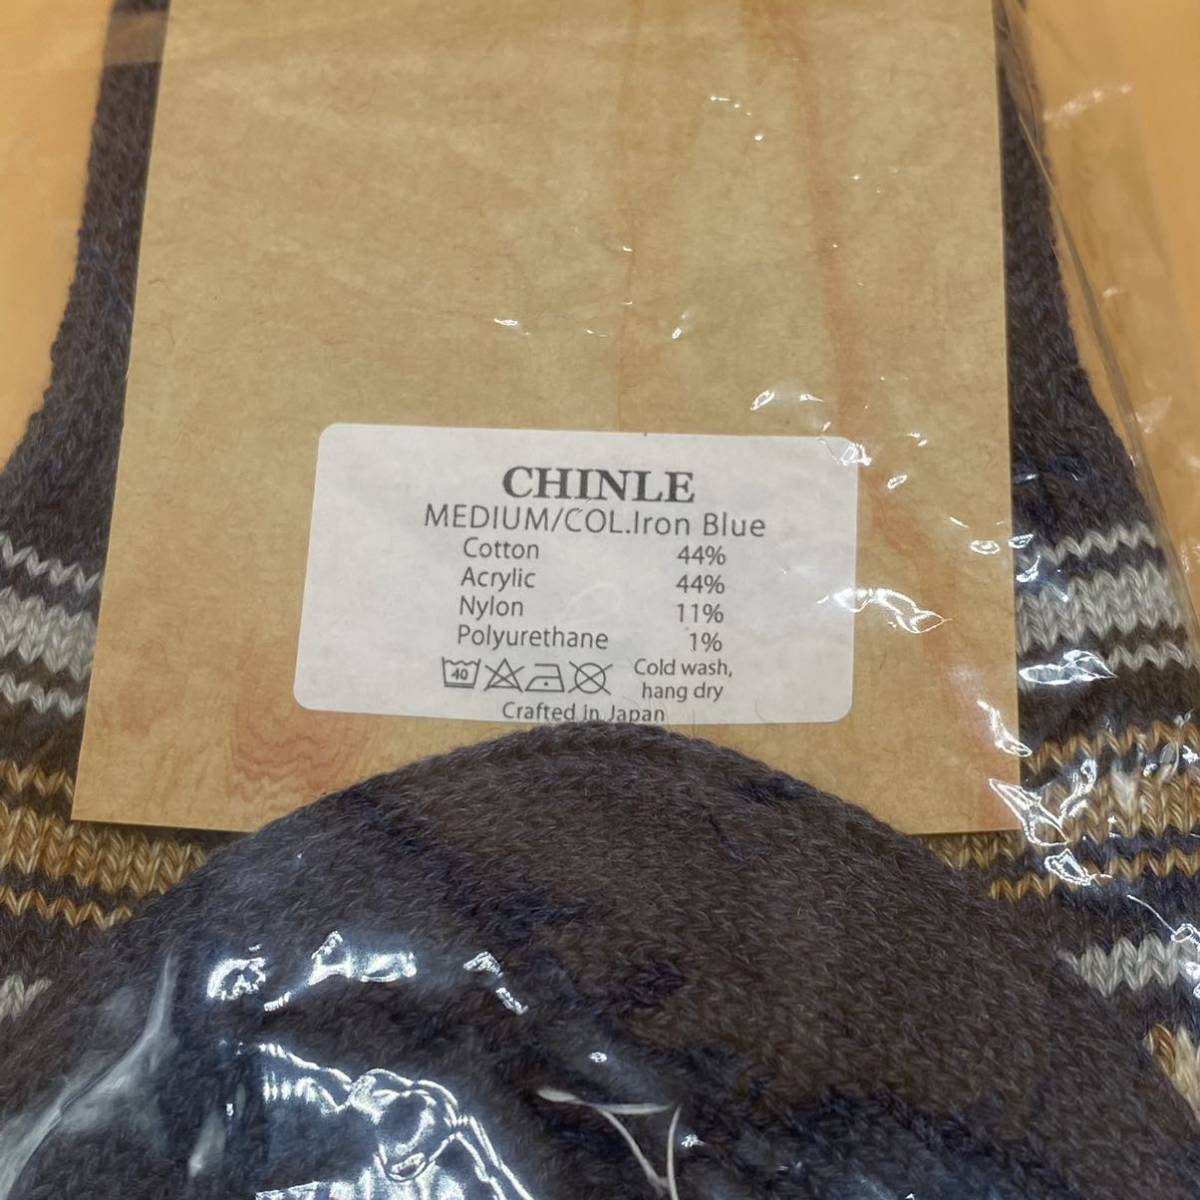 CHINLE
MEDIUM/COL.Iron Blue
Cotton 44%
Acrylic 44%
Nylon 11%
Polyurethane 1%
40 Cold wash,
hang dry
Crafted in Japan